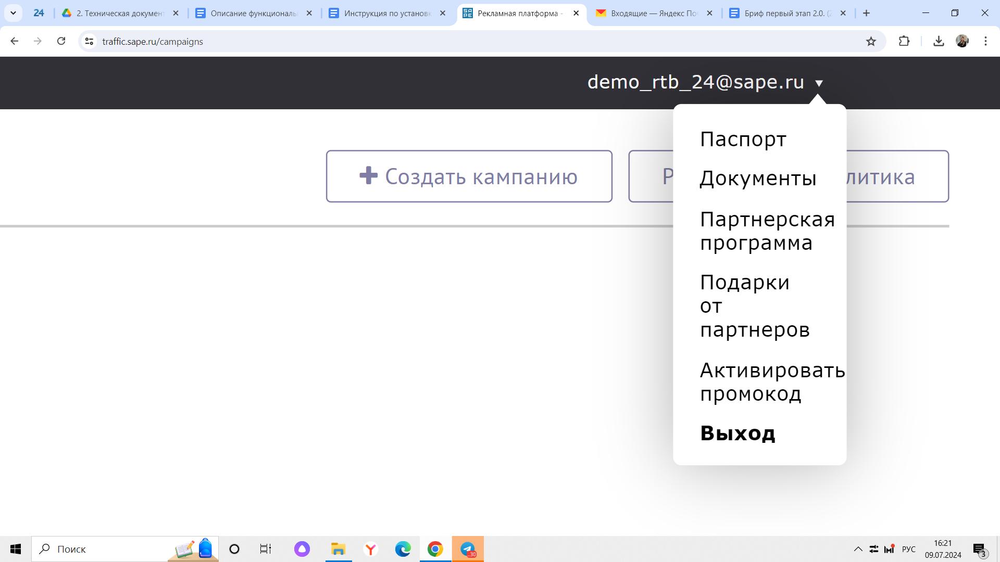 24
2. Техническая документ
Описание функциональ
Инструкция по установк
Рекламная платформа -
Входящие — Яндекс По
Бриф первый этап 2.0. (2
traffic.sape.ru/campaigns
demo_rtb_24@sape.ru
Создать кампанию
Р
литика
Паспорт
Документы
Партнерская
программа
Подарки
от
партнеров
Активировать
промокод
Выход
Поиск
..30
РУС
16:21
09.07.2024
3